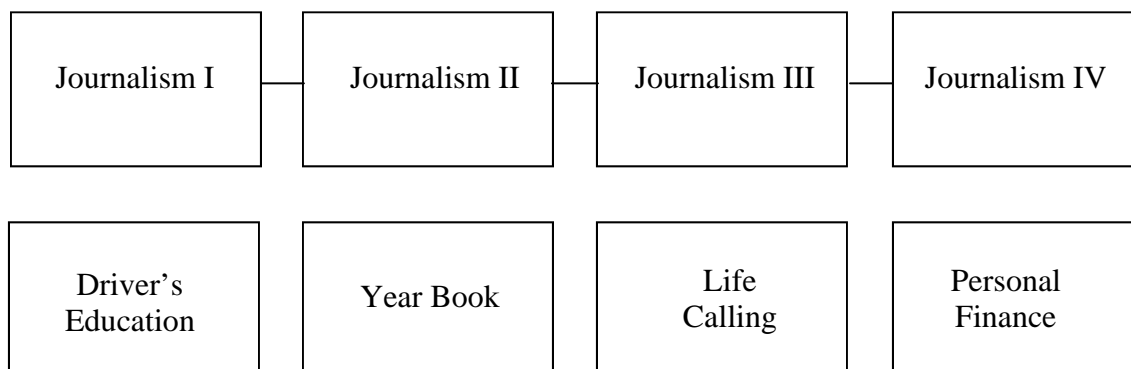 Journalism I
Journalism II
Journalism III
Journalism IV
Driver’s
Education
Year Book
Life
Calling
Personal
Finance